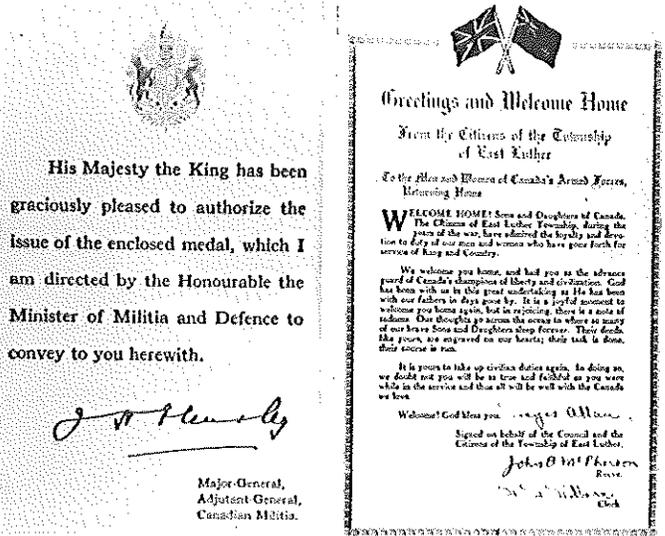 His Majesty the King has been
graciously pleased to authorize the
issue of the enclosed medal, which I
am directed by the Honourable the
Minister of Militia and Defence to
convey to you herewith.
Major-General,
Adjutant-General,
Canadian Militia.
Greetings and Welcome Home
From the Citizens of the Township
of East Luther
To the Men and Women of Canada's Armed Forces,
Returning Home
WELCOME HOME! Sons and Daughters of Canada.
The Citizens of East Luther Township, during the
years of the war, have admired the loyalty and devo-
tion to duty of our men and women who have gone forth for
service of King and Country.
We welcome you home, and hail you as the advance
guard of Canada's champions of liberty and civilization. God
has been with us in this great undertaking as He has been
with our fathers in days gone by. It is a joyful moment to
welcome you home again, but in rejoicing, there is a note of
sadness. Our thoughts go across the ocean to where so many
of our brave Sons and Daughters sleep forever. Their deeds,
like yours, are engraved on our hearts; their task is done,
their course is run.
It is yours to take up civilian duties again. In doing so,
we doubt not you will be as true and faithful as you were
while in the service and thus all will be well with the Canada
we love.
Welcome! God bless you. Allan
Signed on behalf of the Council and the
Citizens of the Township of East Luther.
John O McPherson
Reeve.
Clerk